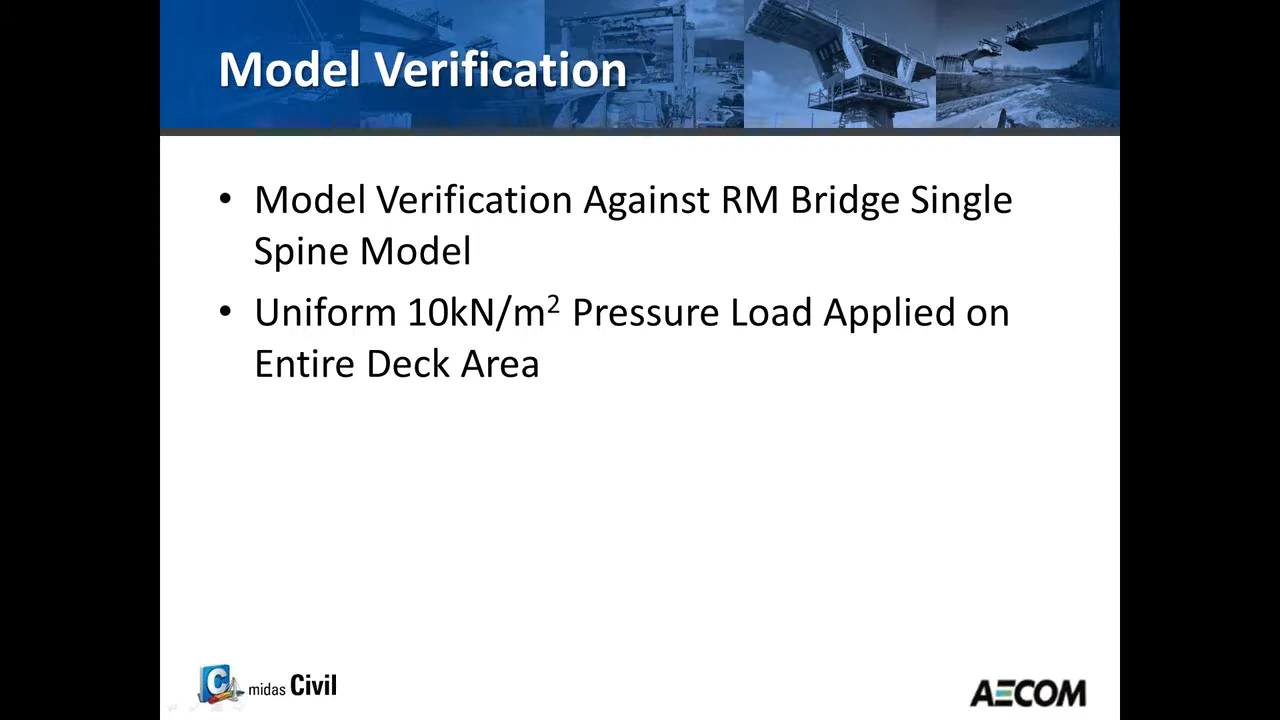 Model Verification
• Model Verification Against RM Bridge Single
Spine Model
• Uniform 10kN/m² Pressure Load Applied on
Entire Deck Area
C midas Civil
AECOM